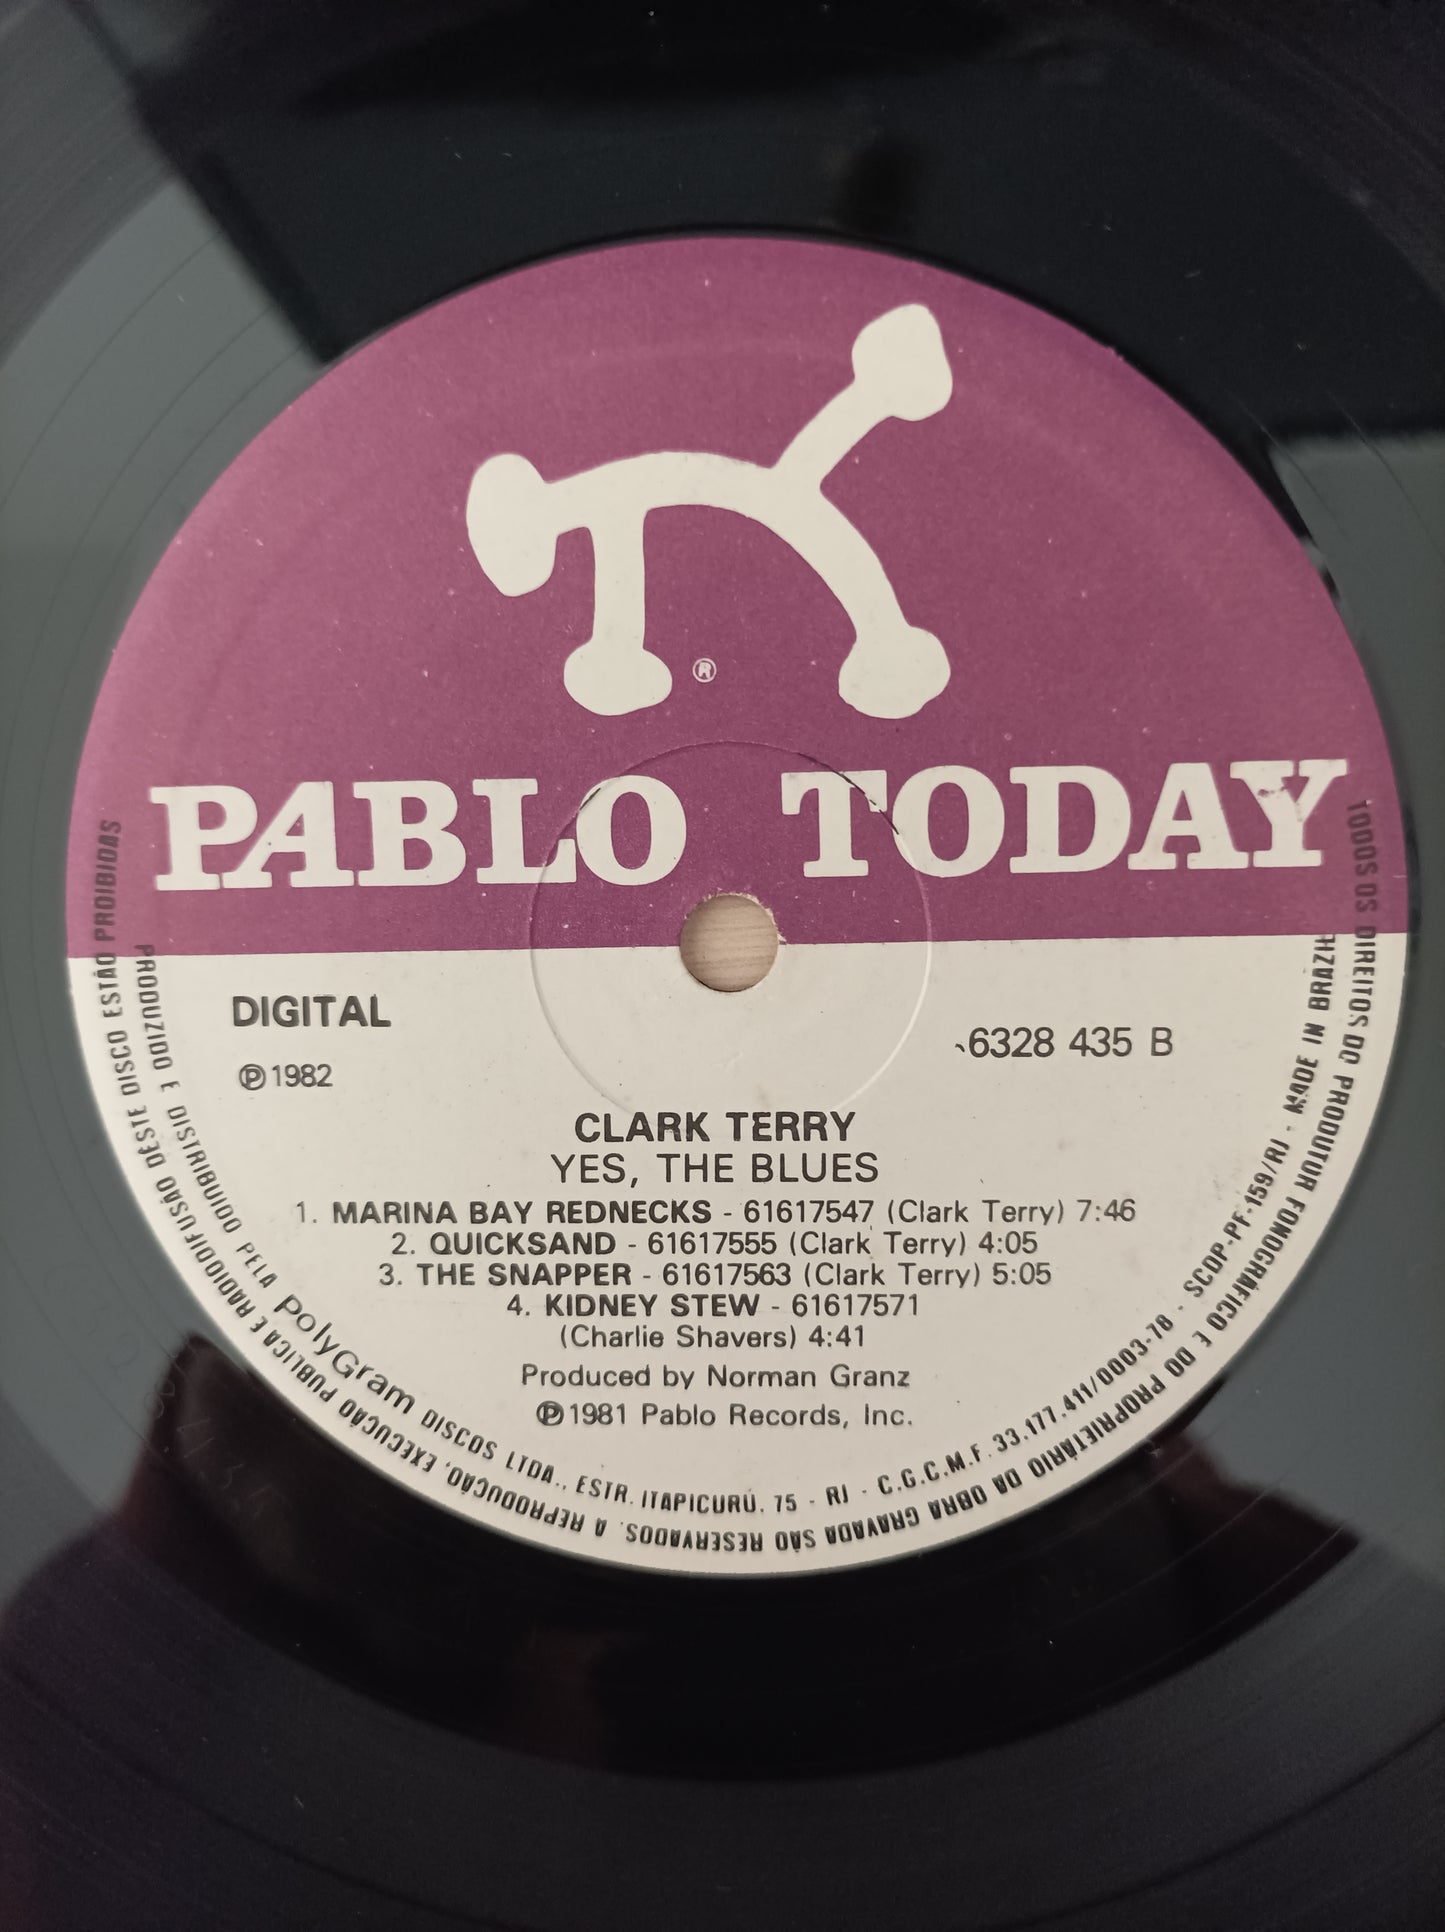 ®
PABLO TODAY
DIGITAL
℗ 1982
6328 435 B
CLARK TERRY
YES, THE BLUES
1. MARINA BAY REDNECKS - 61617547 (Clark Terry) 7:46
2. QUICKSAND - 61617555 (Clark Terry) 4:05
3. THE SNAPPER - 61617563 (Clark Terry) 5:05
4. KIDNEY STEW - 61617571
(Charlie Shavers) 4:41
Produced by Norman Granz
℗ 1981 Pablo Records, Inc.
PRODUZIDO E DISTRIBUIDO PELA PolyGram DISCOS LTDA., ESTR. ITAPICURÚ, 75 - RJ - C.G.C.M.F. 33.177.411/0003-78 - SCDP-PF-159/RJ - MADE IN BRAZIL
TODOS OS DIREITOS DO PRODUTOR FONOGRÁFICO E DO PROPRIETÁRIO DA OBRA GRAVADA SÃO RESERVADOS. A REPRODUÇÃO, EXECUÇÃO PÚBLICA E RADIODIFUSÃO DESTE DISCO ESTÃO PROIBIDAS